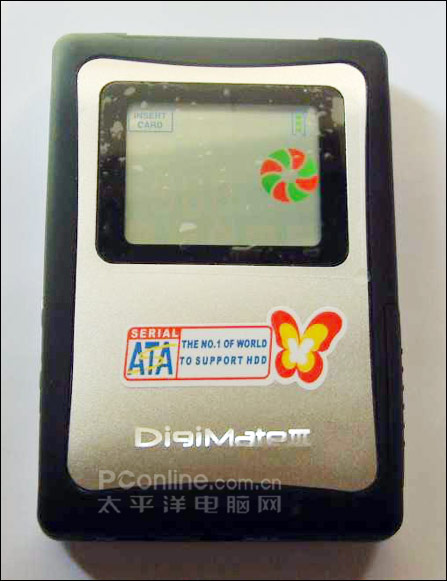 INSERT
CARD
SERIAL
ATA
THE NO.1 OF WORLD
TO SUPPORT HDD
DigiMate III
PConline.com.cn
太平洋电脑网